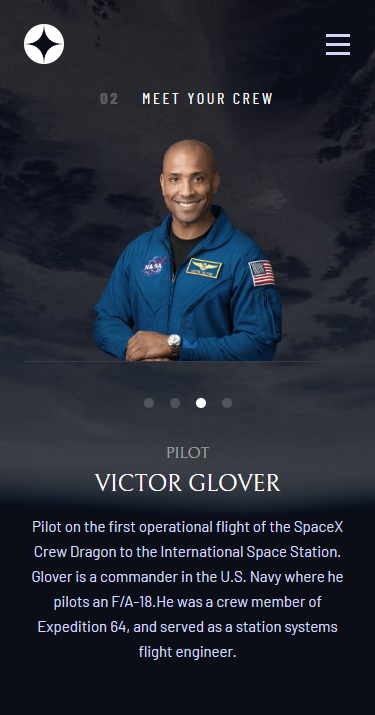 02 MEET YOUR CREW
NASA
PILOT
VICTOR GLOVER
Pilot on the first operational flight of the SpaceX
Crew Dragon to the International Space Station.
Glover is a commander in the U.S. Navy where he
pilots an F/A-18.He was a crew member of
Expedition 64, and served as a station systems
flight engineer.